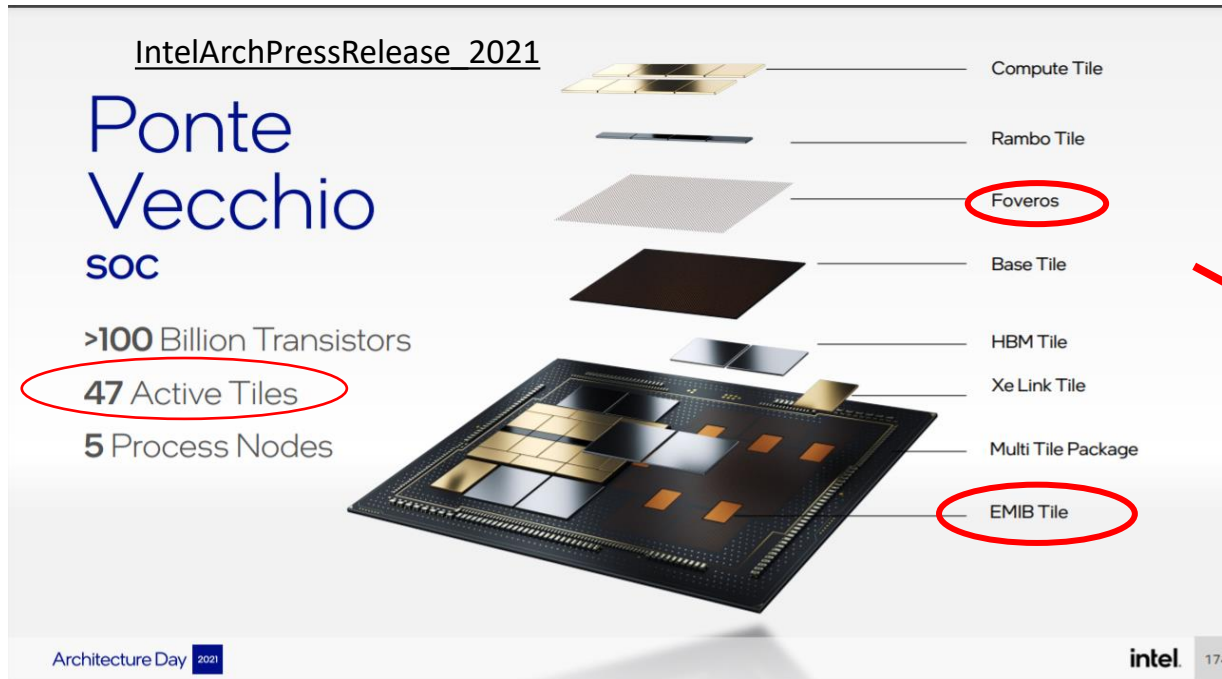 IntelArchPressRelease_2021
Ponte
Vecchio
SOC
>100 Billion Transistors
47 Active Tiles
5 Process Nodes
Compute Tile
Rambo Tile
Foveros
Base Tile
HBM Tile
Xe Link Tile
Multi Tile Package
EMIB Tile
Architecture Day 2021
intel.